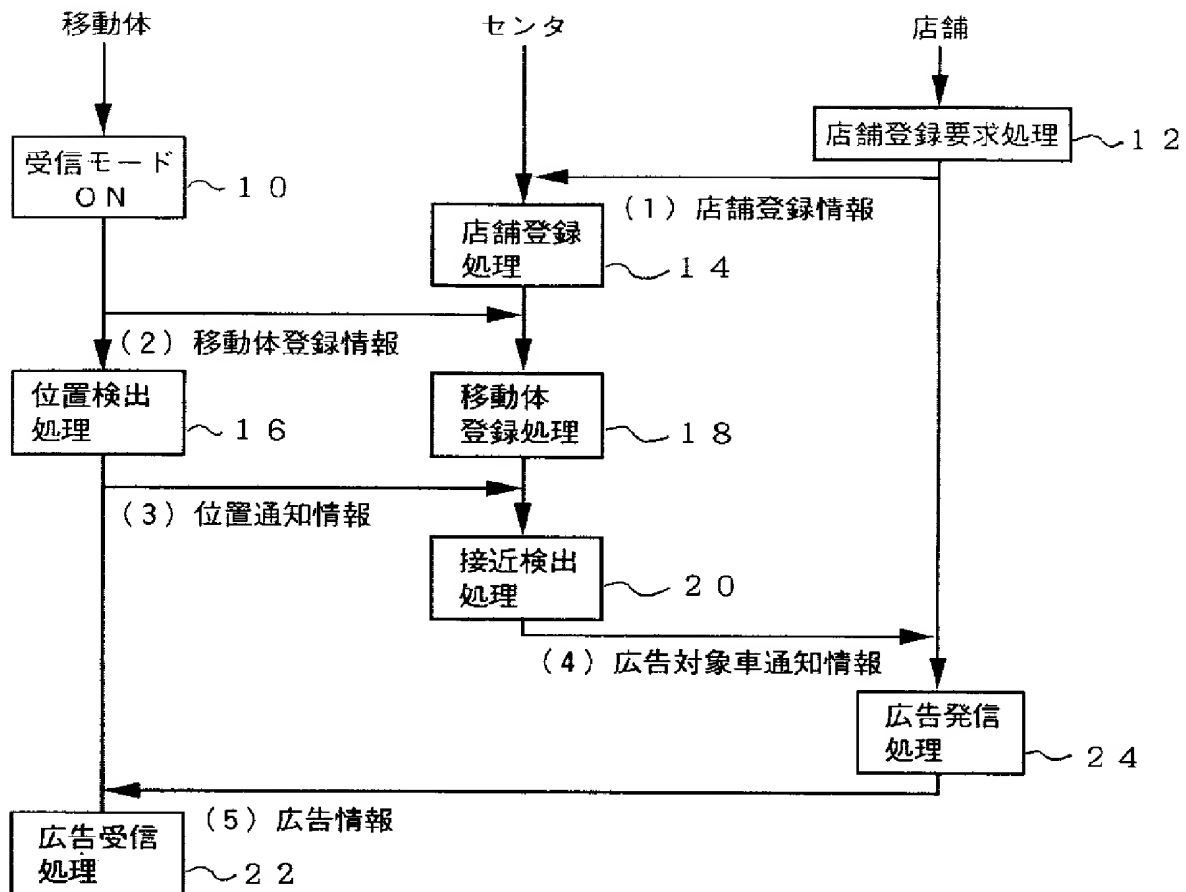 移動体
センタ
店舗
店舗登録要求処理
12
受信モード
ON
10
(1)店舗登録情報
店舗登録
処理
14
(2)移動体登録情報
位置検出
処理
16
移動体
登録処理
18
(3)位置通知情報
接近検出
処理
20
(4)広告対象車通知情報
広告発信
処理
24
(5)広告情報
広告受信
処理
22